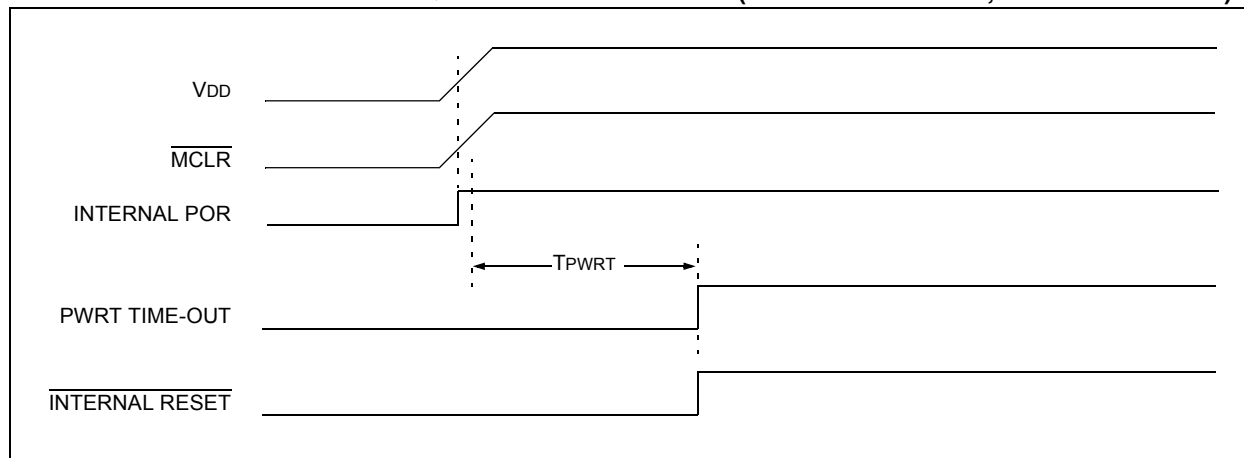 VDD
MCLR
INTERNAL POR
TPWRT
PWRT TIME-OUT
INTERNAL RESET